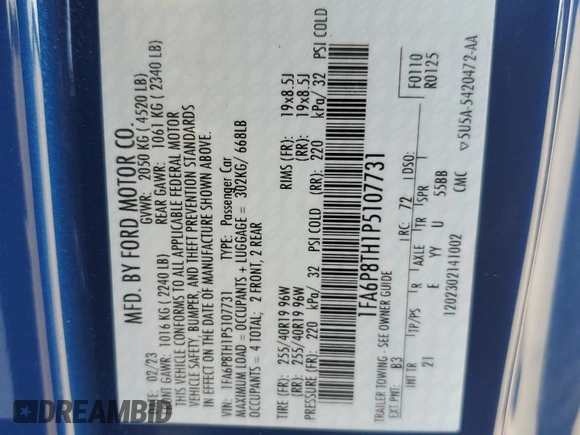 MFD. BY FORD MOTOR CO.
DATE: 02/23 GVWR: 2050 KG ( 4520 LB)
FRONT GAWR: 1016 KG ( 2240 LB) REAR GAWR: 1061 KG ( 2340 LB)
THIS VEHICLE CONFORMS TO ALL APPLICABLE FEDERAL MOTOR
VEHICLE SAFETY, BUMPER, AND THEFT PREVENTION STANDARDS
IN EFFECT ON THE DATE OF MANUFACTURE SHOWN ABOVE.
VIN: 1FA6P8TH1P5107731 TYPE: Passenger Car
MAXIMUM LOAD = OCCUPANTS + LUGGAGE = 302KG/ 668LB
OCCUPANTS = 4 TOTAL; 2 FRONT, 2 REAR
TIRE (FR): 255/40R19 96W RIMS (FR): 19x8.5J
(RR): 255/40R19 96W (RR): 19x8.5J
PRESSURE (FR): 220 kPa/ 32 PSI COLD (RR): 220 kPa/ 32 PSI COLD
1FA6P8TH1P5107731
TRAILER TOWING - SEE OWNER GUIDE
EXT PNT: B3 RC: 72 DSO: F0110
R0125
INT TR TP/PS R AXLE TR SPR
21 E YY U 55BB
1202302141002 CMC ▽5U5A-5420472-AA
DREAMBID